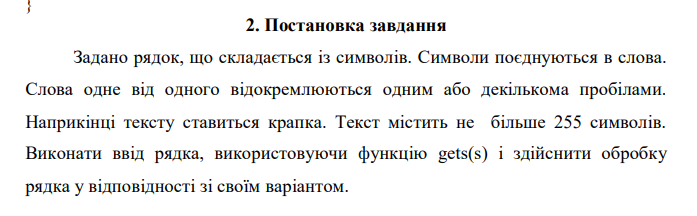 }
2. Постановка завдання
Задано рядок, що складається із символів. Символи поєднуються в слова.
Слова одне від одного відокремлюються одним або декількома пробілами.
Наприкінці тексту ставиться крапка. Текст містить не більше 255 символів.
Виконати ввід рядка, використовуючи функцію gets(s) і здійснити обробку
рядка у відповідності зі своїм варіантом.